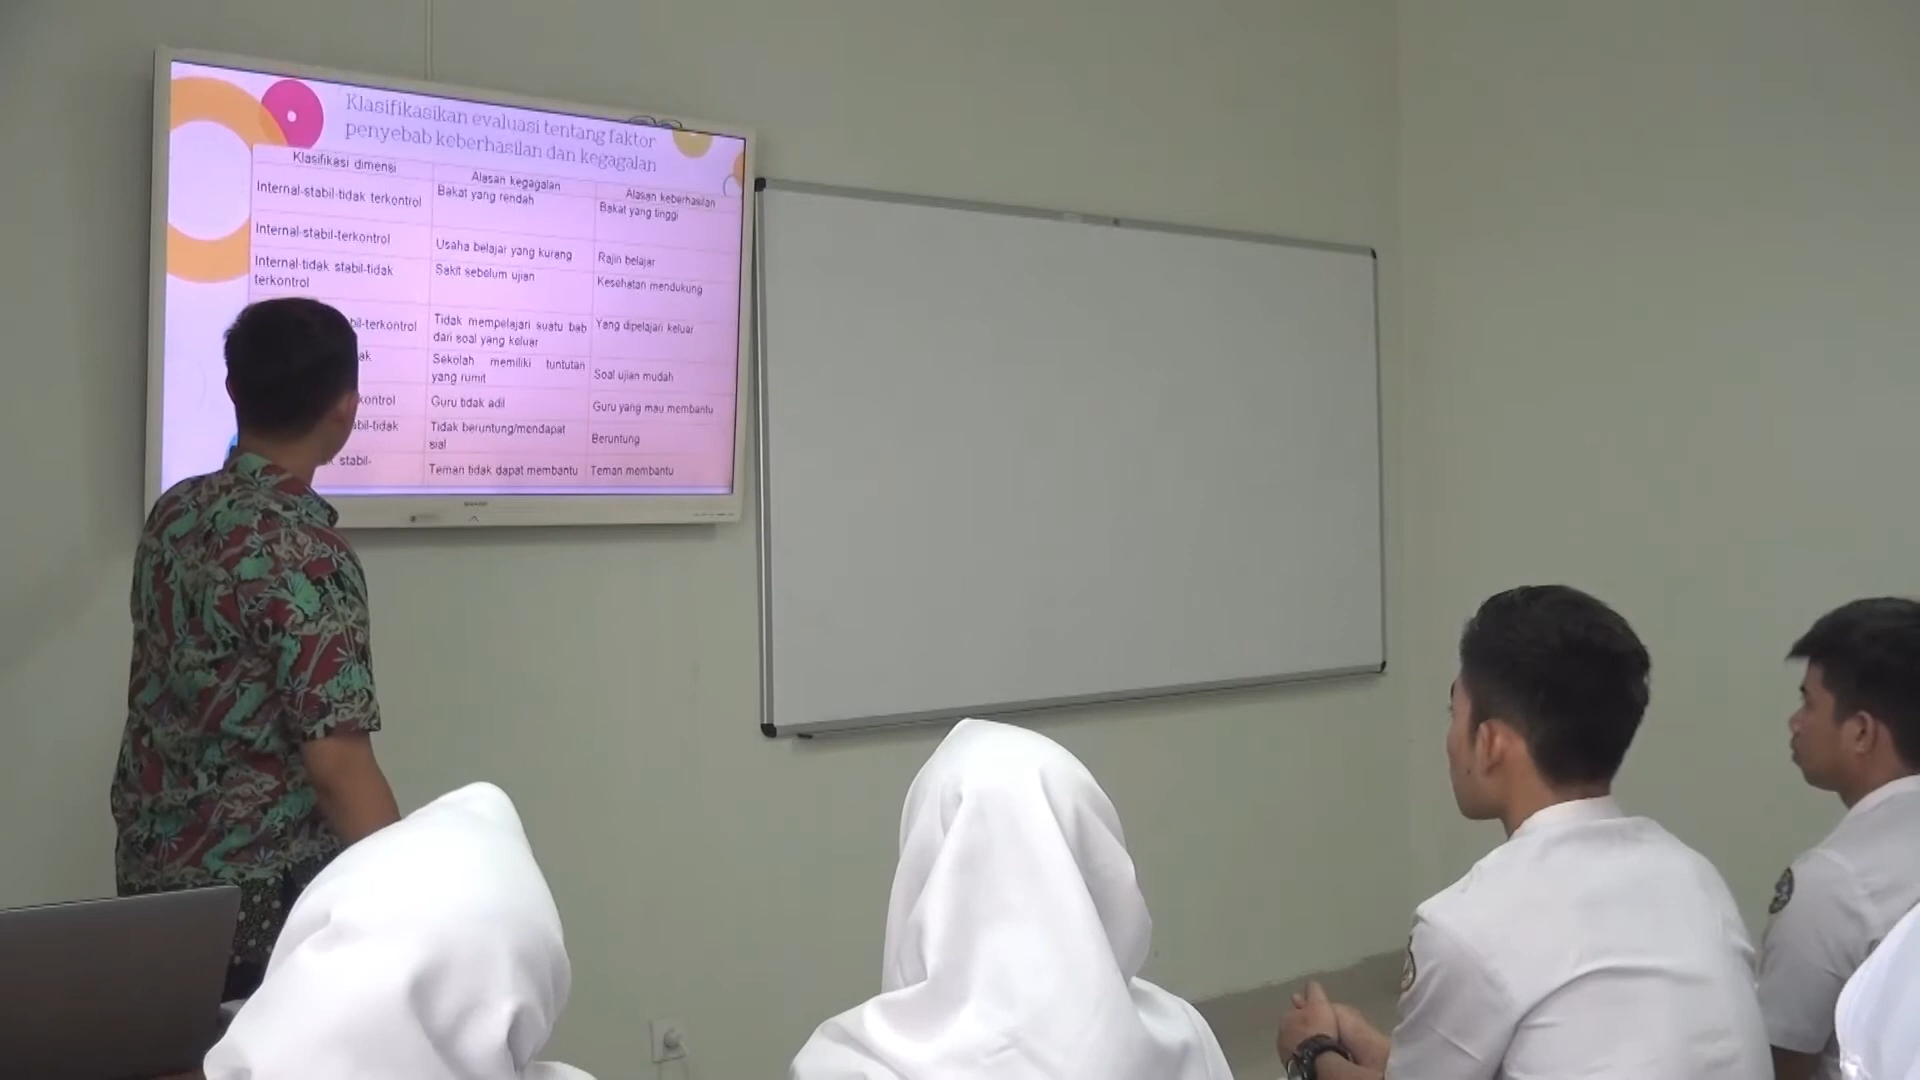 Klasifikasikan evaluasi tentang faktor
penyebab keberhasilan dan kegagalan
Klasifikasi dimensi
Alasan kegagalan
Alasan keberhasilan
Internal-stabil-tidak terkontrol
Bakat yang rendah
Bakat yang tinggi
Internal-stabil-terkontrol
Usaha belajar yang kurang
Rajin belajar
Internal-tidak stabil-tidak
terkontrol
Sakit sebelum ujian
Kesehatan mendukung
bil-terkontrol
Tidak mempelajari suatu bab
dari soal yang keluar
Yang dipelajari keluar
ak
Sekolah memiliki tuntutan
yang rumit
Soal ujian mudah
kontrol
Guru tidak adil
Guru yang mau membantu
abil-tidak
Tidak beruntung/mendapat
sial
Beruntung
stabil-
Teman tidak dapat membantu
Teman membantu